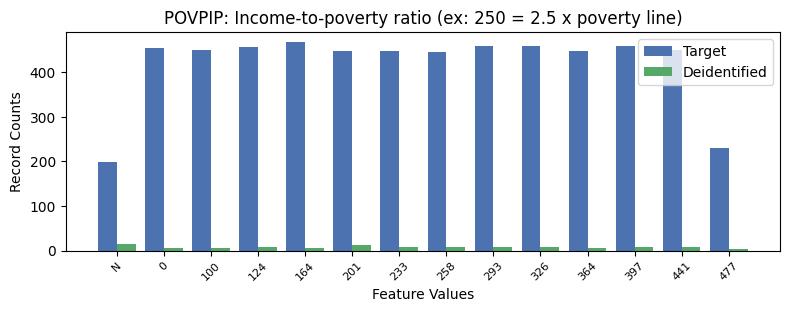 POVPIP: Income-to-poverty ratio (ex: 250 = 2.5 x poverty line)
Target
Deidentified
400
300
200
100
0
Record Counts
N 0 100 124 164 201 233 258 293 326 364 397 441 477
Feature Values